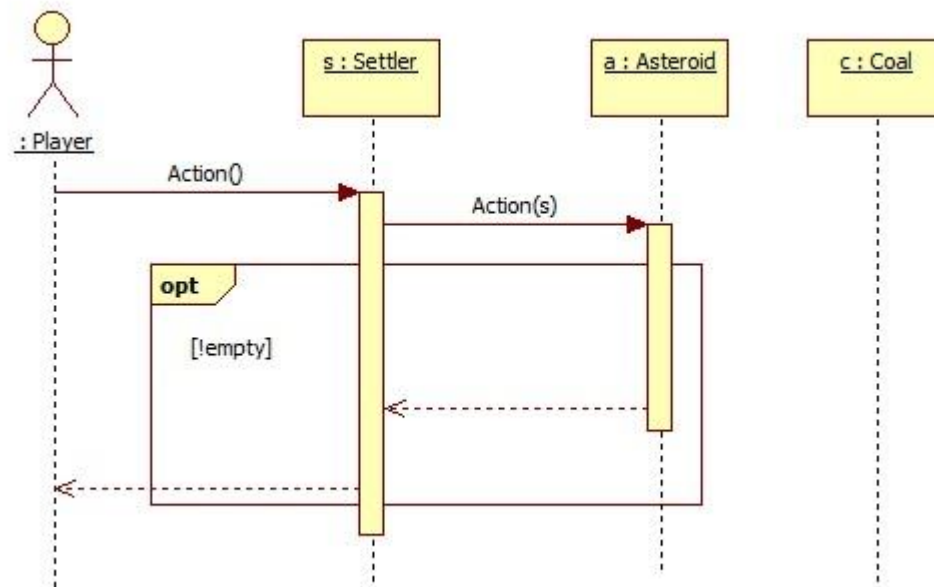 s : Settler
a : Asteroid
c : Coal
: Player
Action()
Action(s)
opt
[!empty]